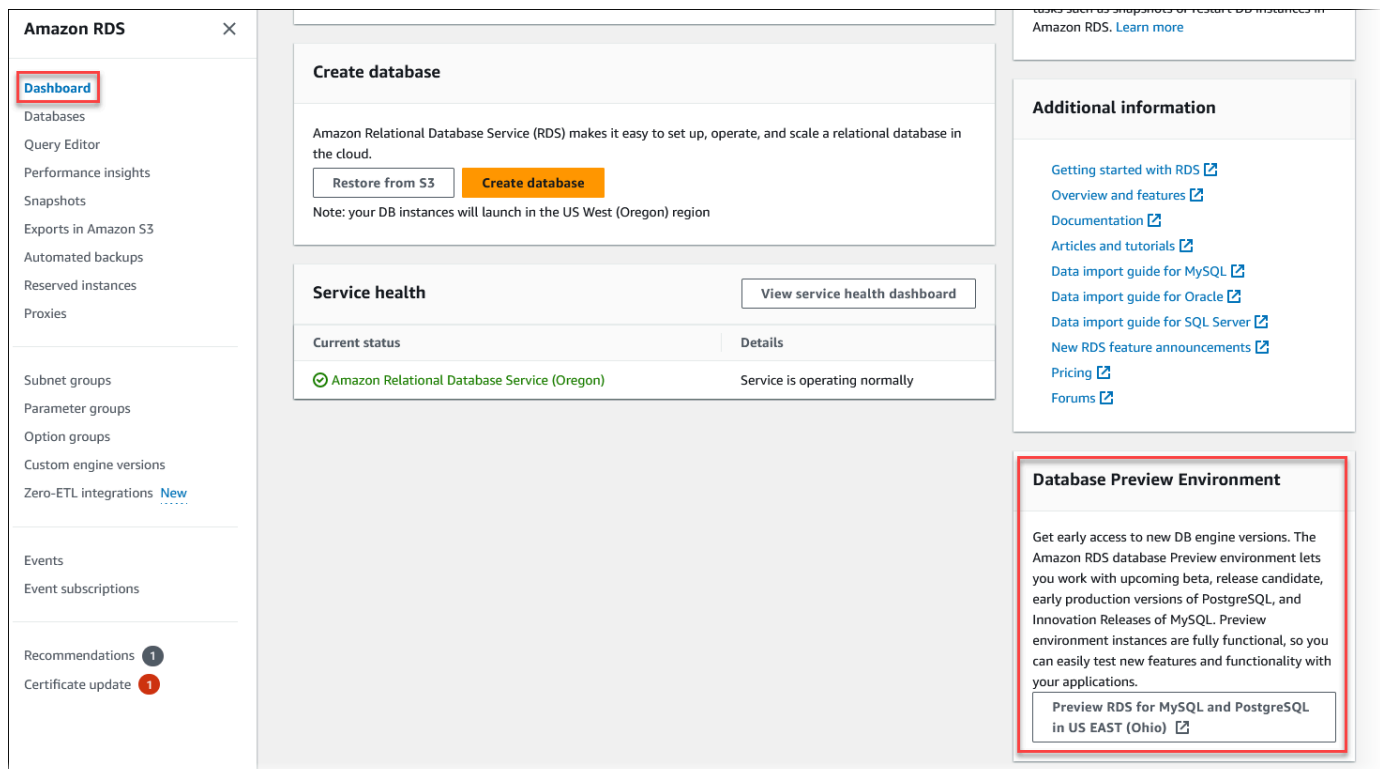 Amazon RDS
Dashboard
Databases
Query Editor
Performance insights
Snapshots
Exports in Amazon S3
Automated backups
Reserved instances
Proxies
Subnet groups
Parameter groups
Option groups
Custom engine versions
Zero-ETL integrations New
Events
Event subscriptions
Recommendations 1
Certificate update 1
Create database
Amazon Relational Database Service (RDS) makes it easy to set up, operate, and scale a relational database in
the cloud.
Restore from S3 Create database
Note: your DB instances will launch in the US West (Oregon) region
Service health View service health dashboard
Current status Details
Amazon Relational Database Service (Oregon) Service is operating normally
tasks such as snapshots or restart DB instances in
Amazon RDS. Learn more
Additional information
Getting started with RDS
Overview and features
Documentation
Articles and tutorials
Data import guide for MySQL
Data import guide for Oracle
Data import guide for SQL Server
New RDS feature announcements
Pricing
Forums
Database Preview Environment
Get early access to new DB engine versions. The
Amazon RDS database Preview environment lets
you work with upcoming beta, release candidate,
early production versions of PostgreSQL, and
Innovation Releases of MySQL. Preview
environment instances are fully functional, so you
can easily test new features and functionality with
your applications.
Preview RDS for MySQL and PostgreSQL
in US EAST (Ohio)